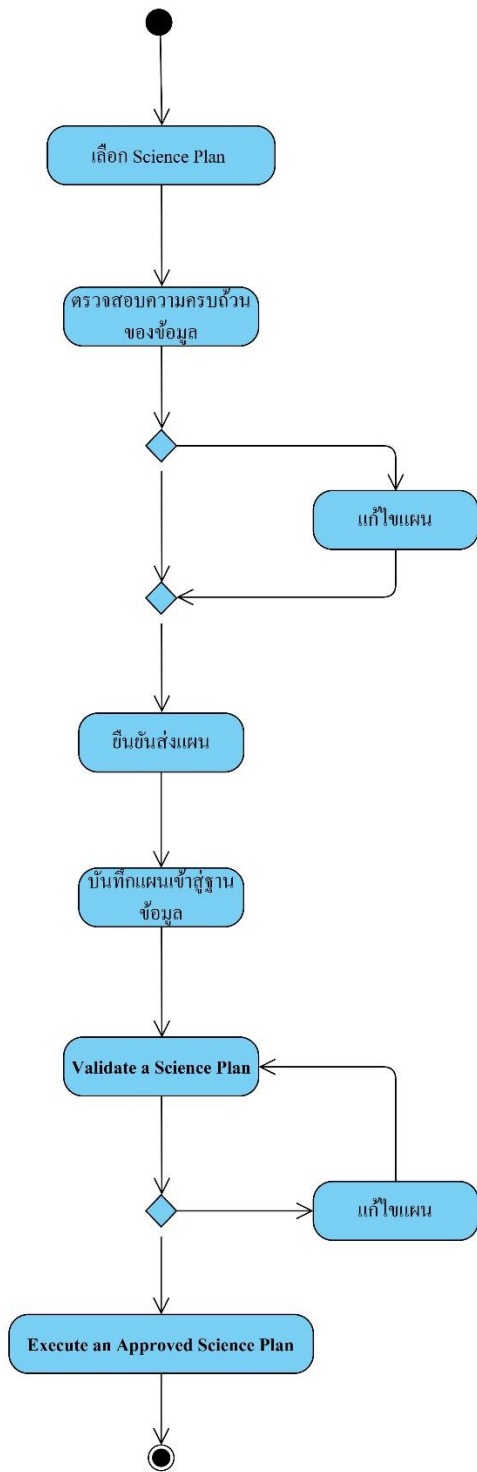 เลือก Science Plan
ตรวจสอบความครบถ้วน
ของข้อมูล
แก้ไขแผน
ยืนยันส่งแผน
บันทึกแผนเข้าสู่ฐาน
ข้อมูล
Validate a Science Plan
แก้ไขแผน
Execute an Approved Science Plan